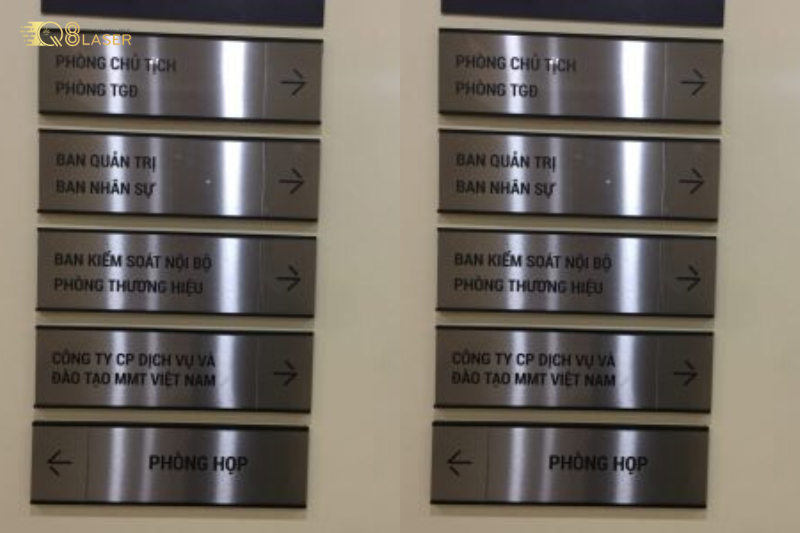 Q8LASER
PHÒNG CHỦ TỊCH
PHÒNG TGĐ
BAN QUẢN TRỊ
BAN NHÂN SỰ
BAN KIỂM SOÁT NỘI BỘ
PHÒNG THƯƠNG HIỆU
CÔNG TY CP DỊCH VỤ VÀ
ĐÀO TẠO MMT VIỆT NAM
PHÒNG HỌP
PHÒNG CHỦ TỊCH
PHÒNG TGĐ
BAN QUẢN TRỊ
BAN NHÂN SỰ
BAN KIỂM SOÁT NỘI BỘ
PHÒNG THƯƠNG HIỆU
CÔNG TY CP DỊCH VỤ VÀ
ĐÀO TẠO MMT VIỆT NAM
PHÒNG HỌP